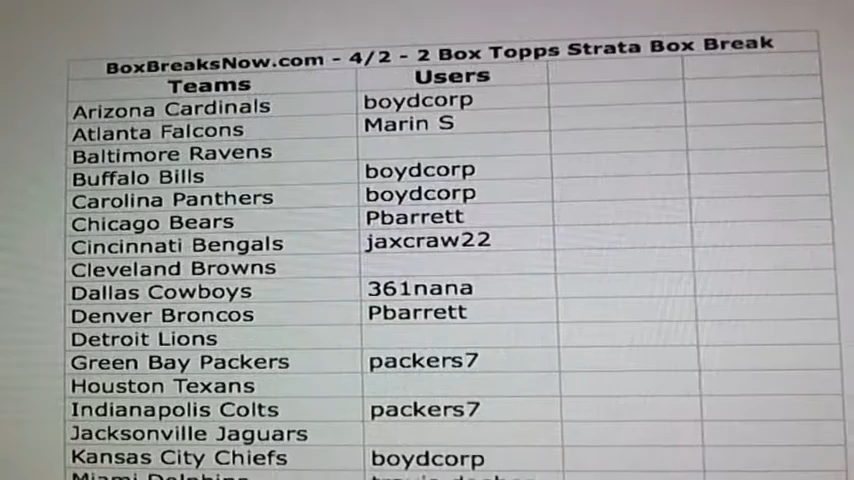 BoxBreaksNow.com - 4/2 - 2 Box Topps Strata Box Break
Teams Users
Arizona Cardinals boydcorp
Atlanta Falcons Marin S
Baltimore Ravens
Buffalo Bills boydcorp
Carolina Panthers boydcorp
Chicago Bears Pbarrett
Cincinnati Bengals jaxcraw22
Cleveland Browns
Dallas Cowboys 361nana
Denver Broncos Pbarrett
Detroit Lions
Green Bay Packers packers7
Houston Texans
Indianapolis Colts packers7
Jacksonville Jaguars
Kansas City Chiefs boydcorp
Miami Dolphins